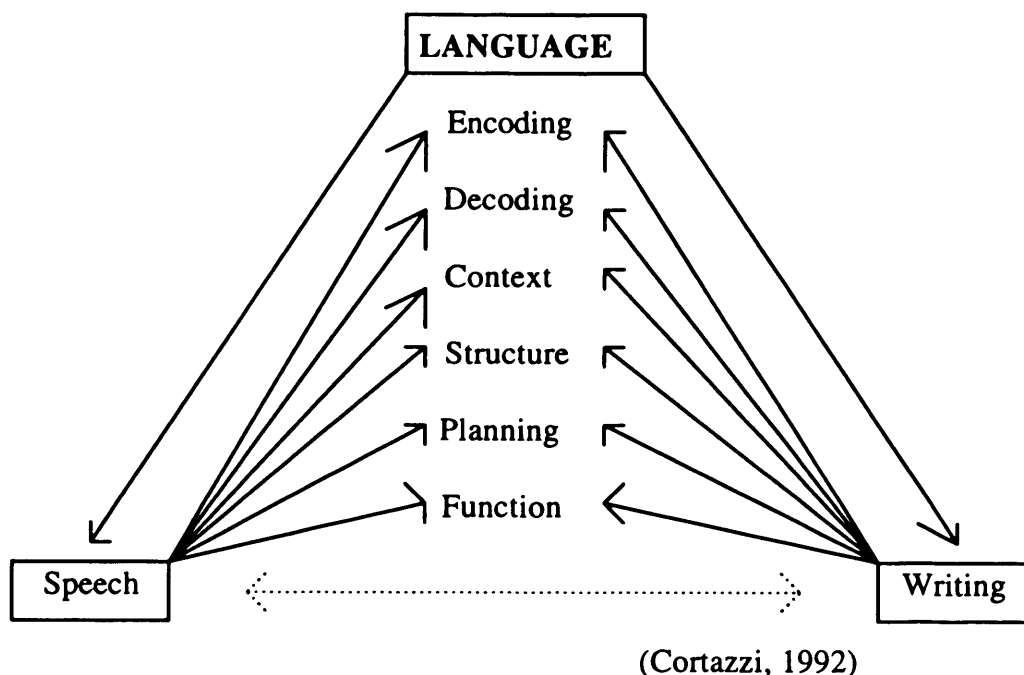 LANGUAGE
Encoding
Decoding
Context
Structure
Planning
Function
Speech
Writing
(Cortazzi, 1992)